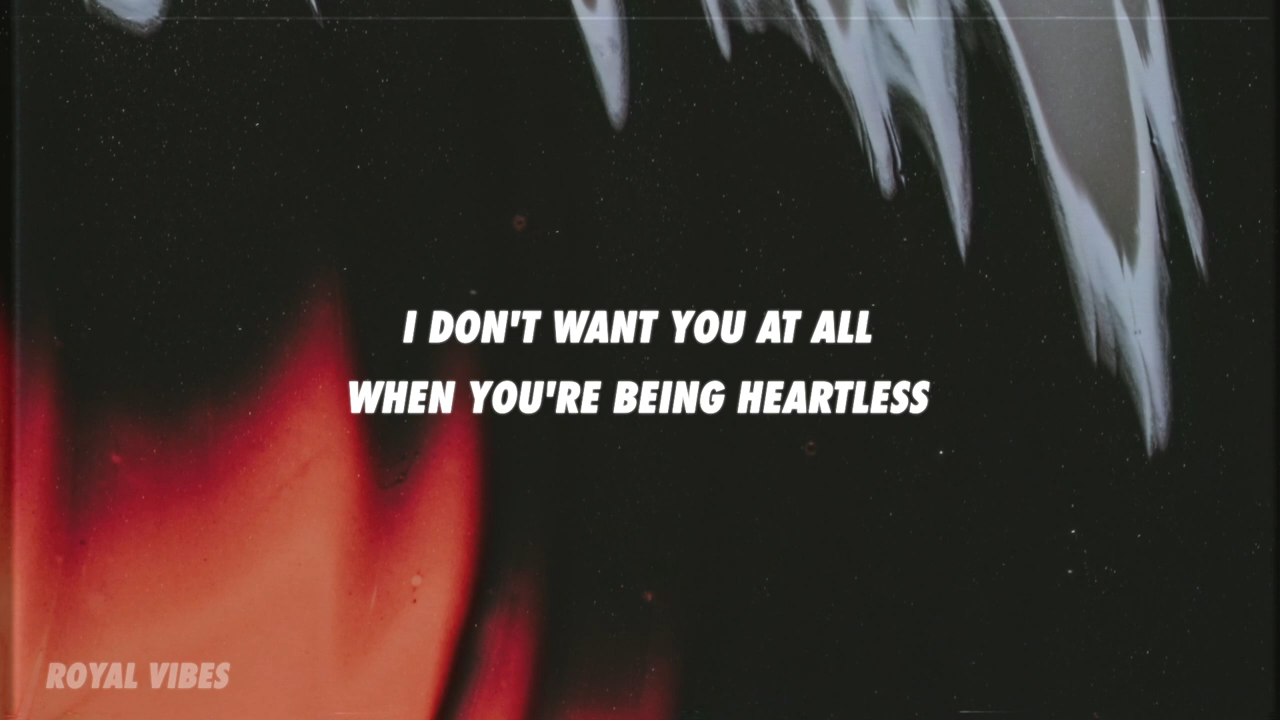 I DON'T WANT YOU AT ALL
WHEN YOU'RE BEING HEARTLESS
ROYAL VIBES